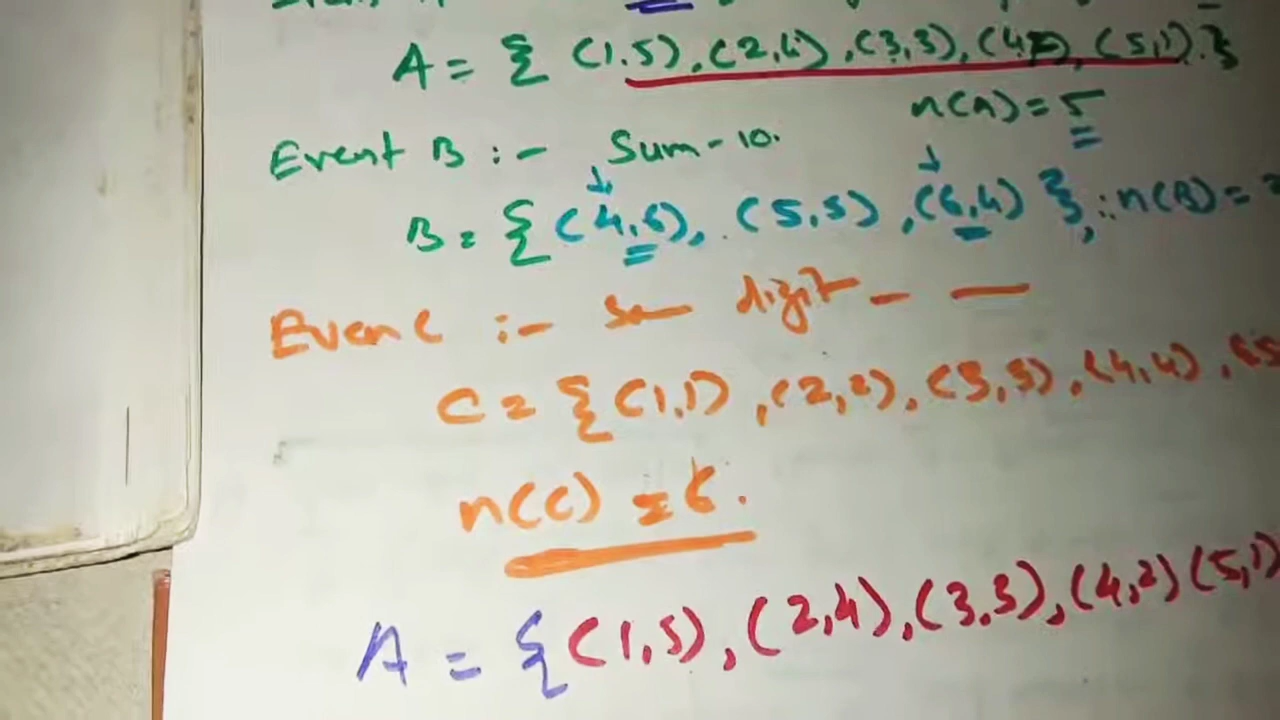 A = { (1,5), (2,4), (3,3), (4,2), (5,1) }
n(A) = 5
Event B :- Sum - 10.
B = { (4,6), (5,5), (6,4) }, : n(B) =
Event C :- digit - —
C = { (1,1), (2,2), (3,3), (4,4), (5
n(C) = 6.
A = { (1,5), (2,4), (3,3), (4,2) (5,1)